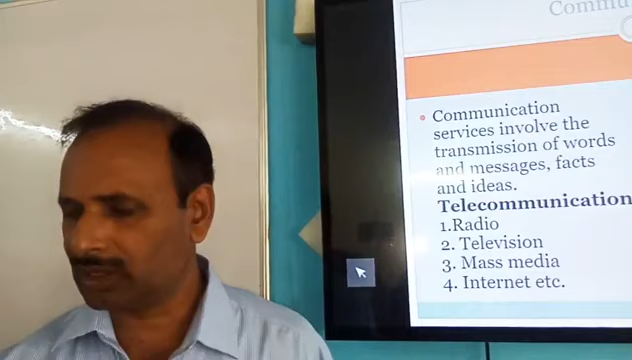 Commu
Communication
services involve the
transmission of words
and messages, facts
and ideas.
Telecommunication
1.Radio
2. Television
3. Mass media
4. Internet etc.